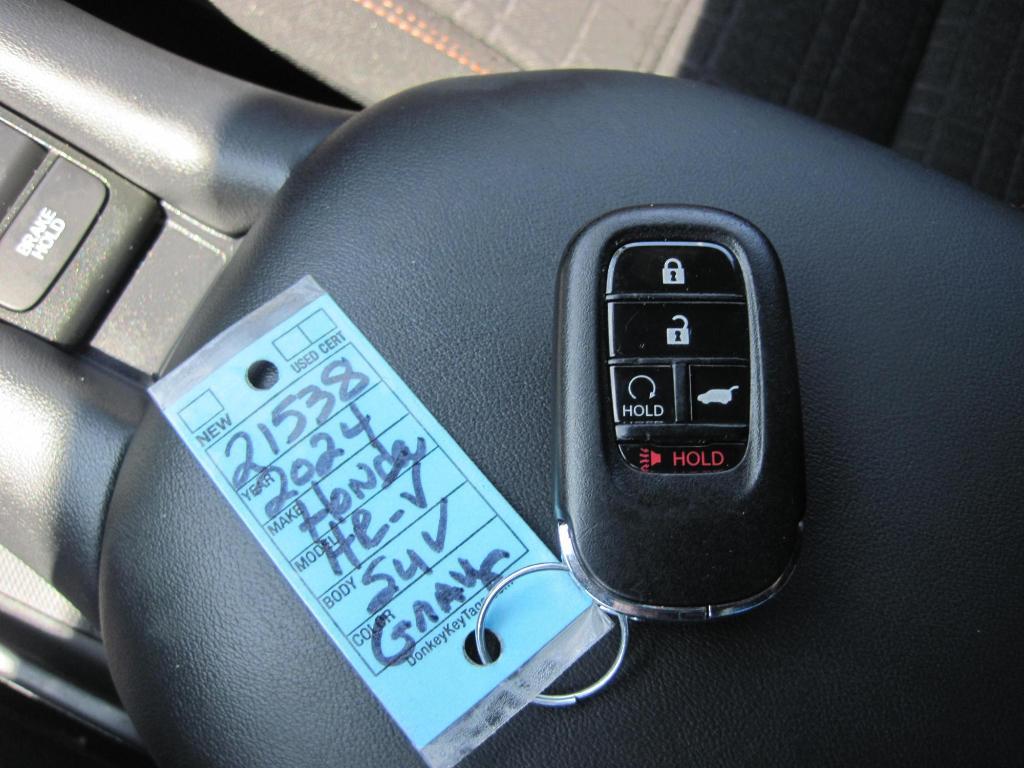 BRAKE
HOLD
NEW
USED CERT
21538
YEAR 2024
MAKE Honda
MODEL HR-V
BODY SUV
COLOR GRAY
HOLD
HOLD